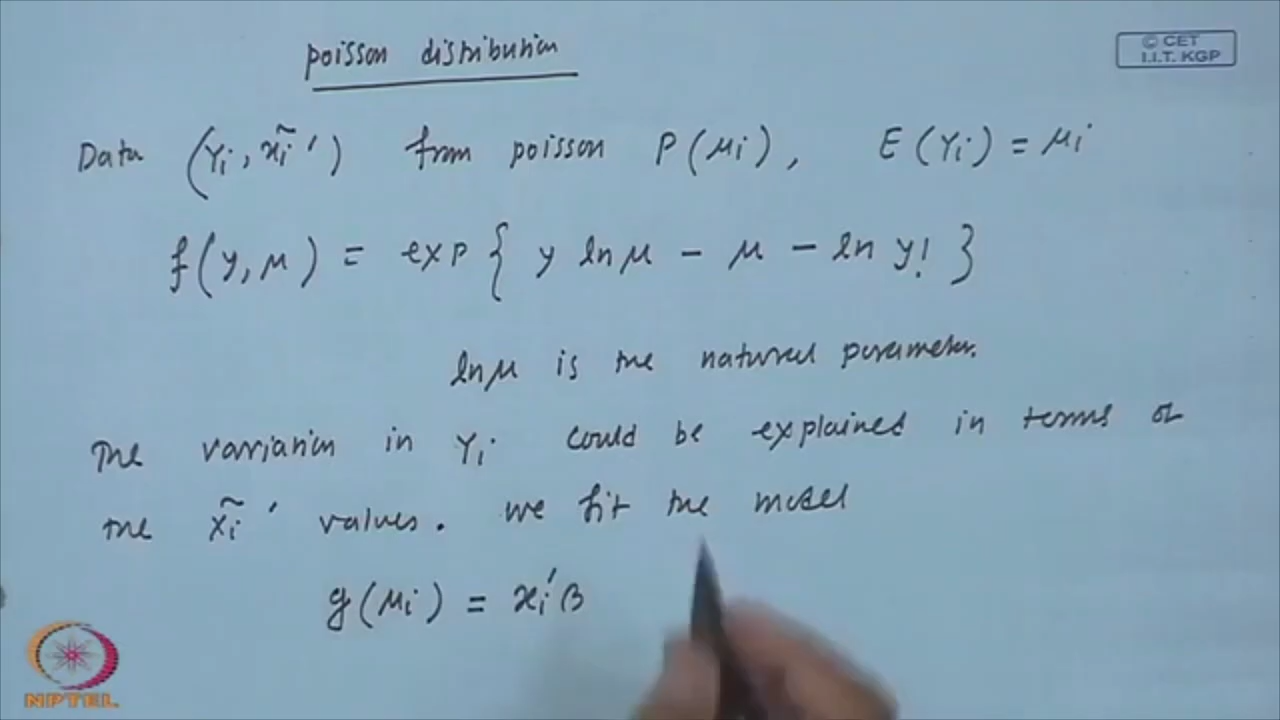 poisson distribution
© CET
I.I.T. KGP
Data (Yi, x̃i′) from poisson P(μi), E(Yi) = μi
f(y, μ) = exp { y ln μ − μ − ln y! }
ln μ is the natural parameter.
The variation in Yi could be explained in terms of
the x̃i′ values. we fit the model
g(μi) = xi′β
NPTEL